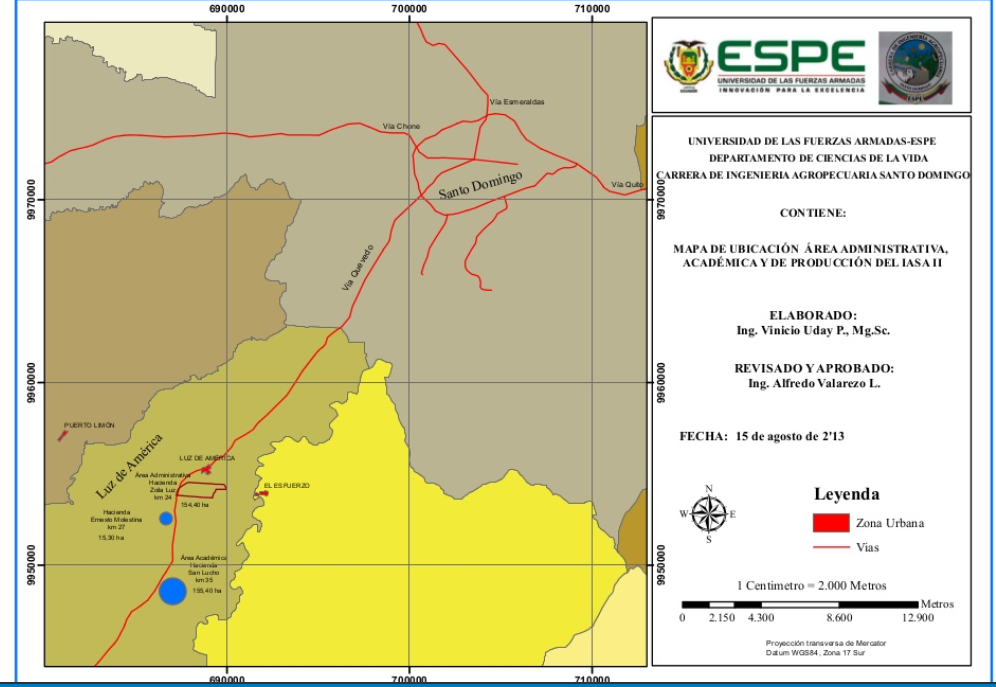 690000
700000
710000
Vía Esmeraldas
Vía Chone
Santo Domingo
Vía Quito
9970000
9970000
Vía Quevedo
9960000
9960000
PUERTO LIMÓN
Luz de América
LUZ DE AMÉRICA
Área Administrativa
Hacienda
Zoila Luz
km 24
154,40 ha
EL ESFUERZO
Hacienda
Ernesto Molestina
km 27
15,30 ha
Área Académica
Hacienda
San Lucho
km 35
155,40 ha
9950000
9950000
690000
700000
710000
ESPE
UNIVERSIDAD DE LAS FUERZAS ARMADAS
INNOVACIÓN PARA LA EXCELENCIA
UNIVERSIDAD DE LAS FUERZAS ARMADAS-ESPE
DEPARTAMENTO DE CIENCIAS DE LA VIDA
CARRERA DE INGENIERIA AGROPECUARIA SANTO DOMINGO
CONTIENE:
MAPA DE UBICACIÓN ÁREA ADMINISTRATIVA,
ACADÉMICA Y DE PRODUCCIÓN DEL IASA II
ELABORADO:
Ing. Vinicio Uday P., Mg.Sc.
REVISADO Y APROBADO:
Ing. Alfredo Valarezo L.
FECHA: 15 de agosto de 2'13
N
W
E
S
Leyenda
Zona Urbana
Vias
1 Centimetro = 2.000 Metros
Metros
0 2.150 4.300 8.600 12.900
Proyección transversa de Mercator
Datum WGS84, Zona 17 Sur